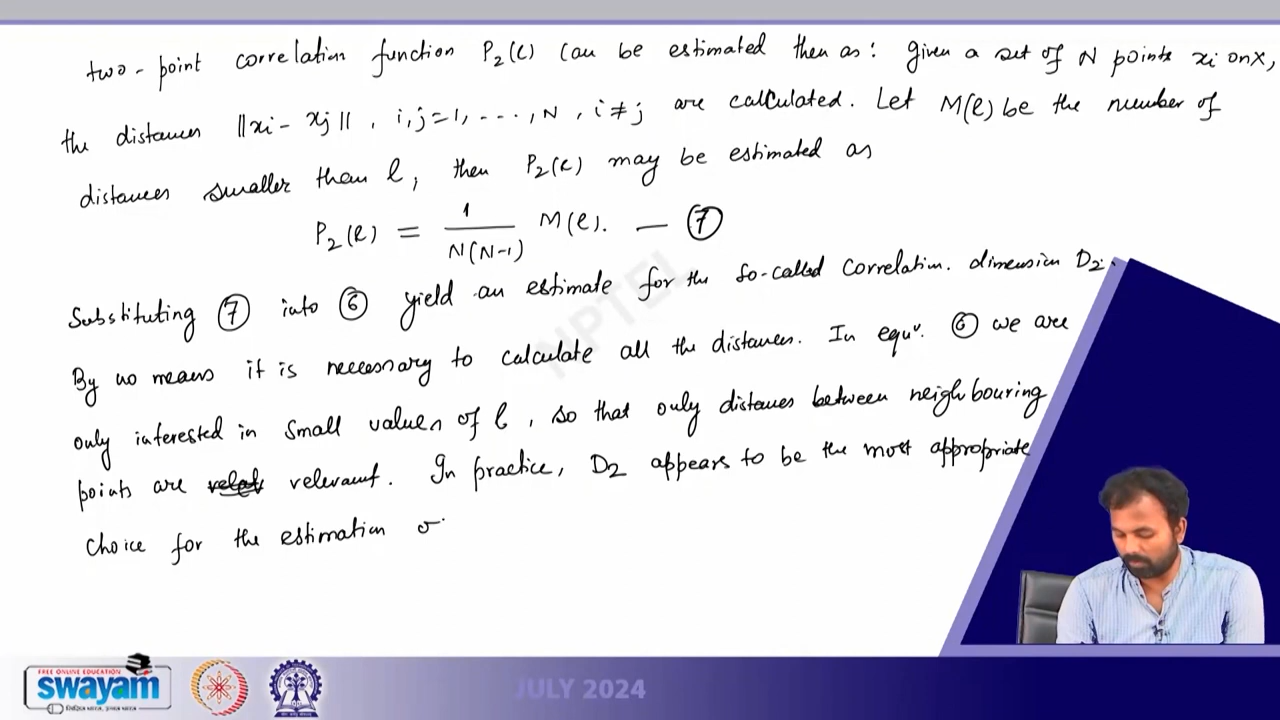 two-point correlation function P₂(ℓ) can be estimated then as: given a set of N points xi on X,
the distances ||xi - xj||, i,j=1,...,N, i≠j are calculated. Let M(ℓ) be the number of
distances smaller than ℓ, then P₂(ℓ) may be estimated as
P₂(ℓ) = 1/N(N-1) M(ℓ). — ⑦
Substituting ⑦ into ⑥ yield an estimate for the so-called correlation. dimension D₂.
By no means it is necessary to calculate all the distances. In equⁿ. ⑥ we are
only interested in small values of ℓ, so that only distances between neighbouring
points are relevant. In practice, D₂ appears to be the most appropriate
choice for the estimation o
NPTEL
FREE ONLINE EDUCATION
swayam
JULY 2024